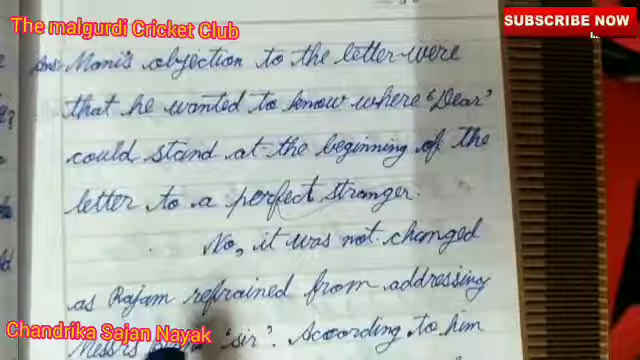 The malgurdi Cricket Club
SUBSCRIBE NOW
Ans:- Mani's objection to the letter were
that he wanted to know where 'Dear'
could stand at the beginning of the
letter to a perfect stranger.
No, it was not changed
as Rajam refrained from addressing
Chandrika Sajan Nayak
Messrs 'sir'. According to him